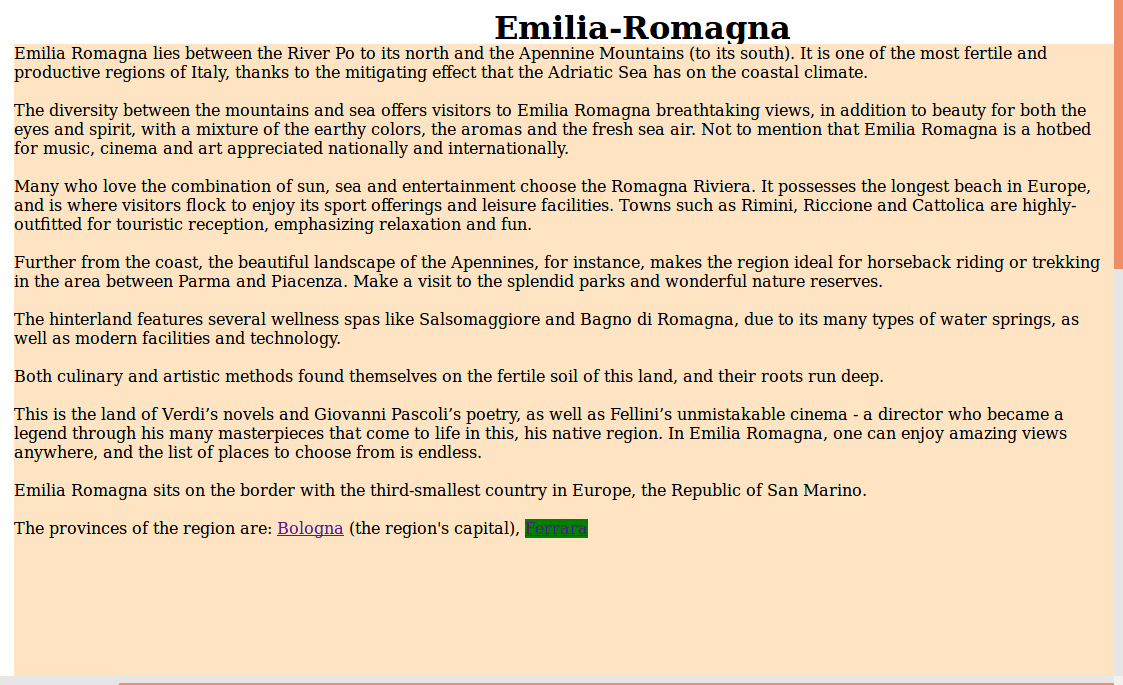 Emilia-Romagna
Emilia Romagna lies between the River Po to its north and the Apennine Mountains (to its south). It is one of the most fertile and
productive regions of Italy, thanks to the mitigating effect that the Adriatic Sea has on the coastal climate.
The diversity between the mountains and sea offers visitors to Emilia Romagna breathtaking views, in addition to beauty for both the
eyes and spirit, with a mixture of the earthy colors, the aromas and the fresh sea air. Not to mention that Emilia Romagna is a hotbed
for music, cinema and art appreciated nationally and internationally.
Many who love the combination of sun, sea and entertainment choose the Romagna Riviera. It possesses the longest beach in Europe,
and is where visitors flock to enjoy its sport offerings and leisure facilities. Towns such as Rimini, Riccione and Cattolica are highly-
outfitted for touristic reception, emphasizing relaxation and fun.
Further from the coast, the beautiful landscape of the Apennines, for instance, makes the region ideal for horseback riding or trekking
in the area between Parma and Piacenza. Make a visit to the splendid parks and wonderful nature reserves.
The hinterland features several wellness spas like Salsomaggiore and Bagno di Romagna, due to its many types of water springs, as
well as modern facilities and technology.
Both culinary and artistic methods found themselves on the fertile soil of this land, and their roots run deep.
This is the land of Verdi’s novels and Giovanni Pascoli’s poetry, as well as Fellini’s unmistakable cinema - a director who became a
legend through his many masterpieces that come to life in this, his native region. In Emilia Romagna, one can enjoy amazing views
anywhere, and the list of places to choose from is endless.
Emilia Romagna sits on the border with the third-smallest country in Europe, the Republic of San Marino.
The provinces of the region are: Bologna (the region's capital), Ferrara